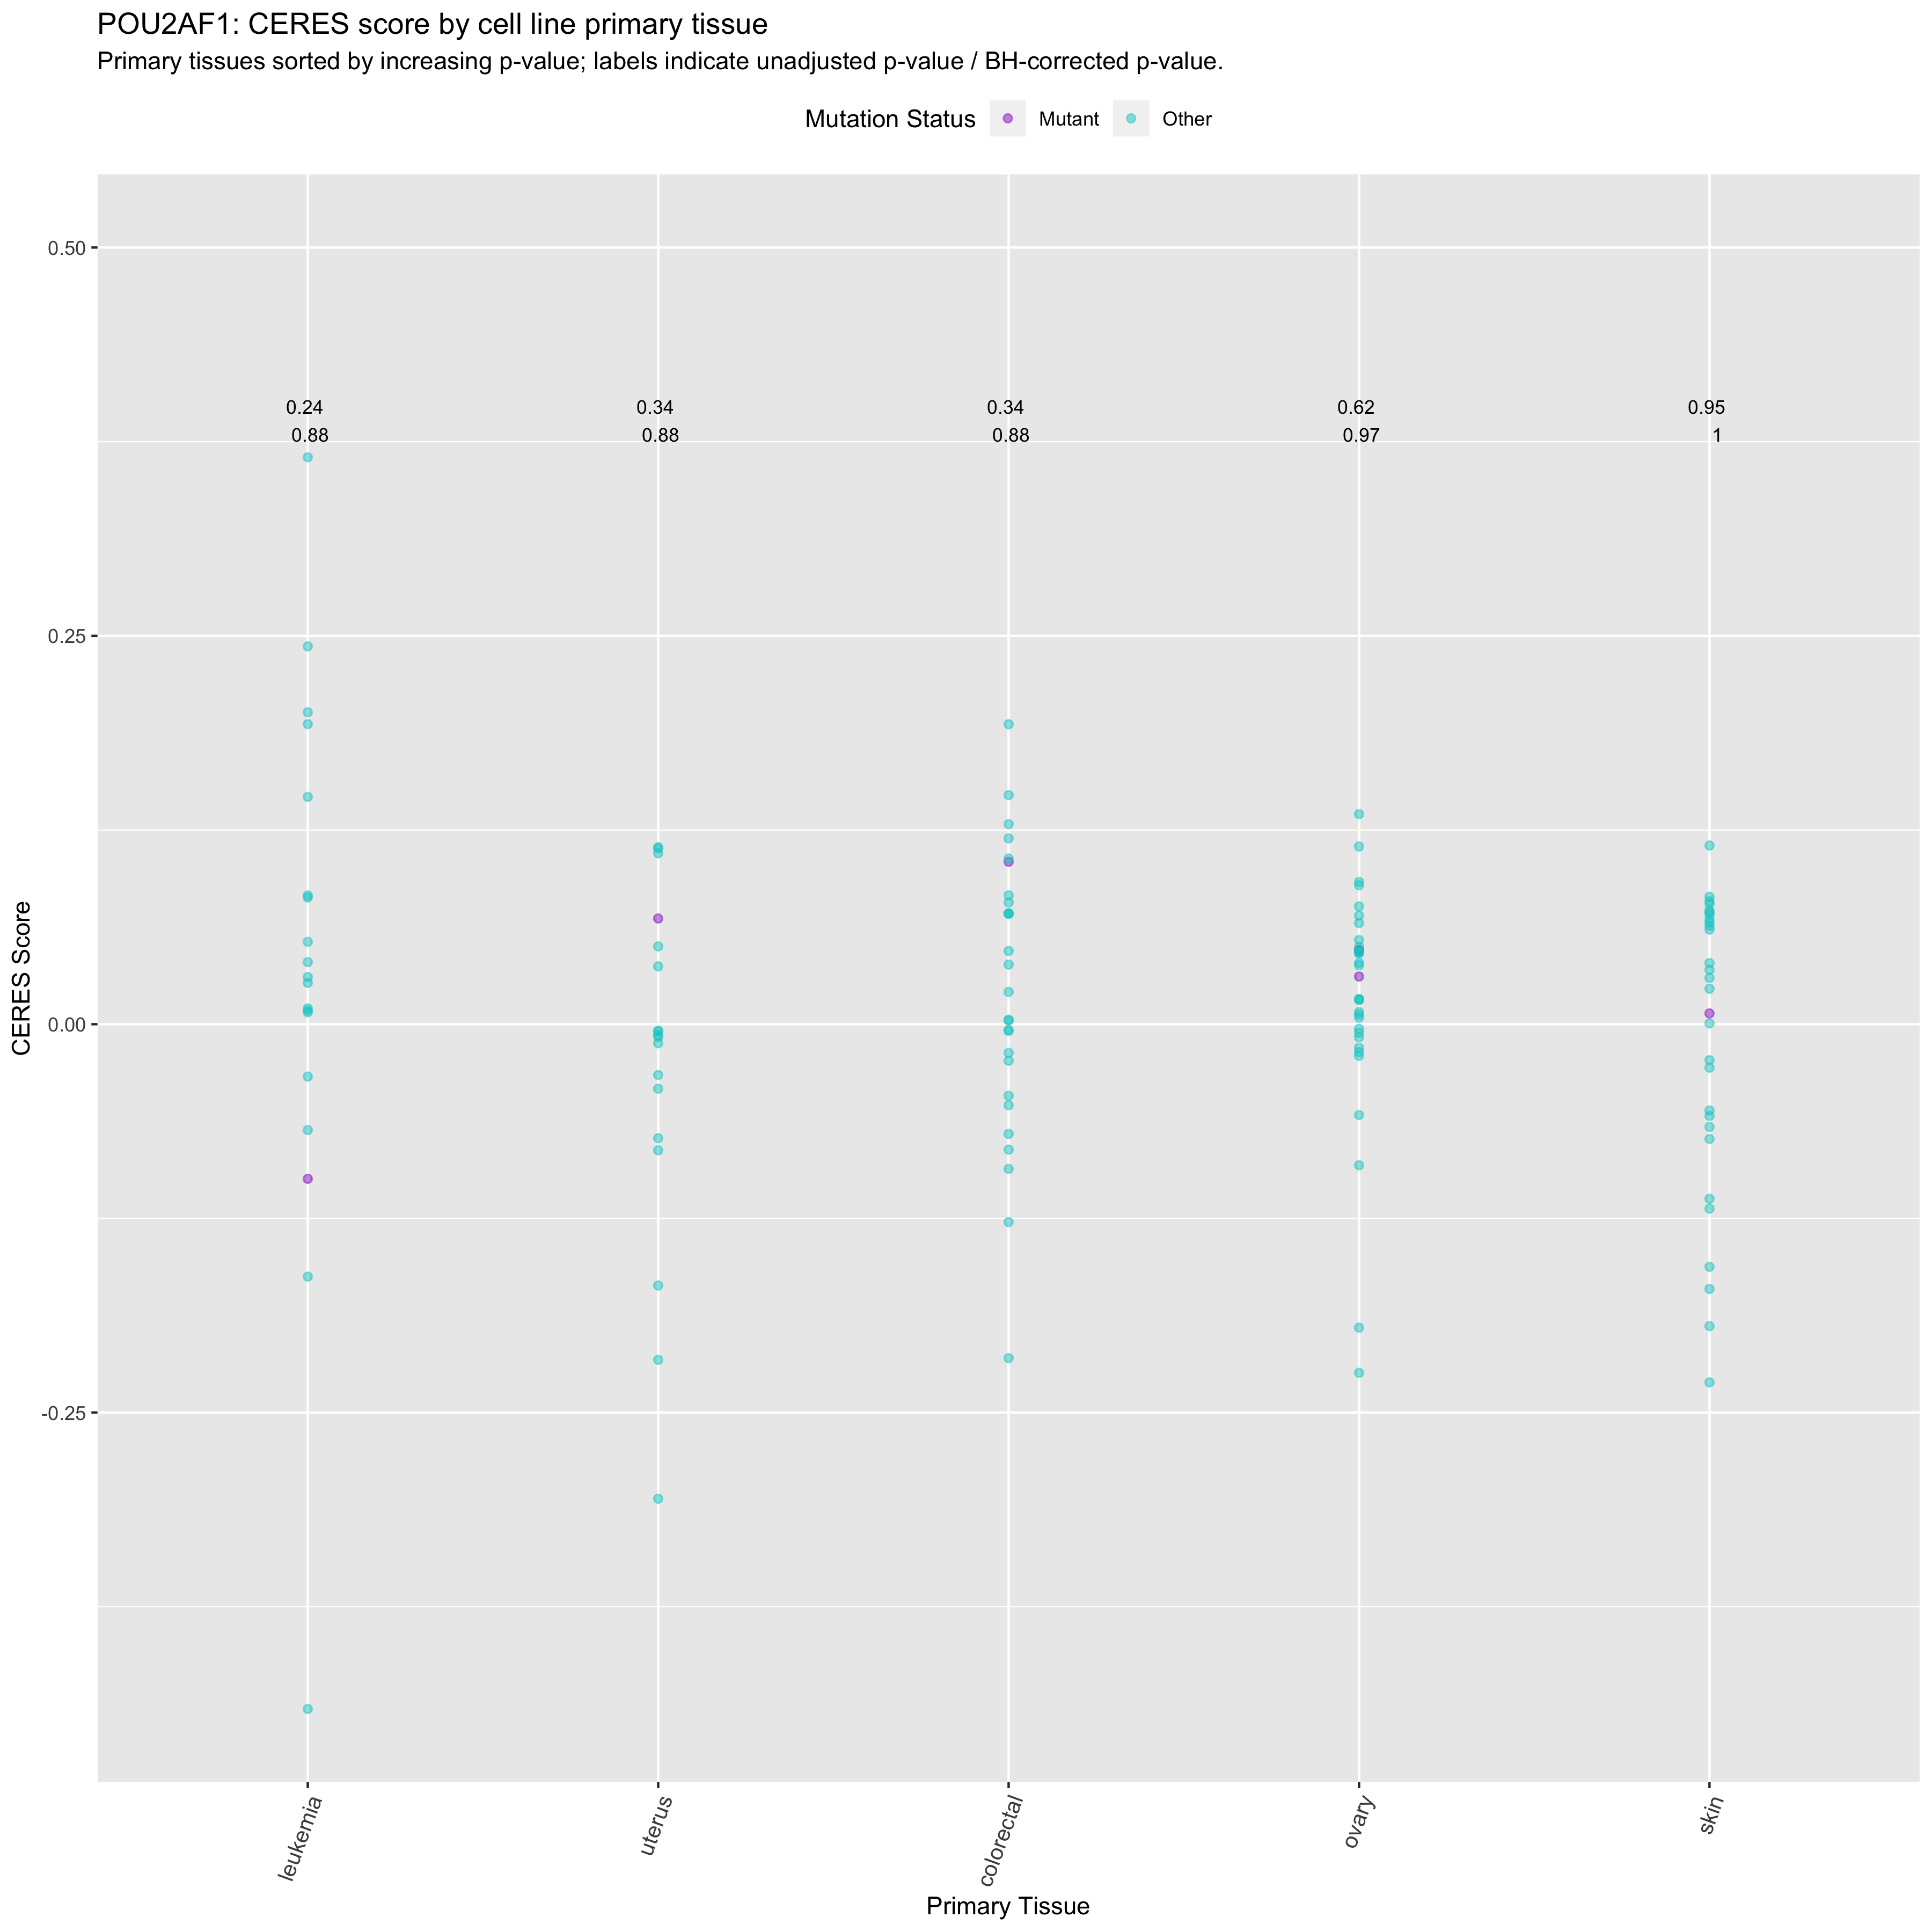 POU2AF1: CERES score by cell line primary tissue
Primary tissues sorted by increasing p-value; labels indicate unadjusted p-value / BH-corrected p-value.
Mutation Status Mutant Other
0.50
0.24 0.34 0.34 0.62 0.95
0.88 0.88 0.88 0.97 1
0.25
CERES Score
0.00
-0.25
leukemia uterus colorectal ovary skin
Primary Tissue